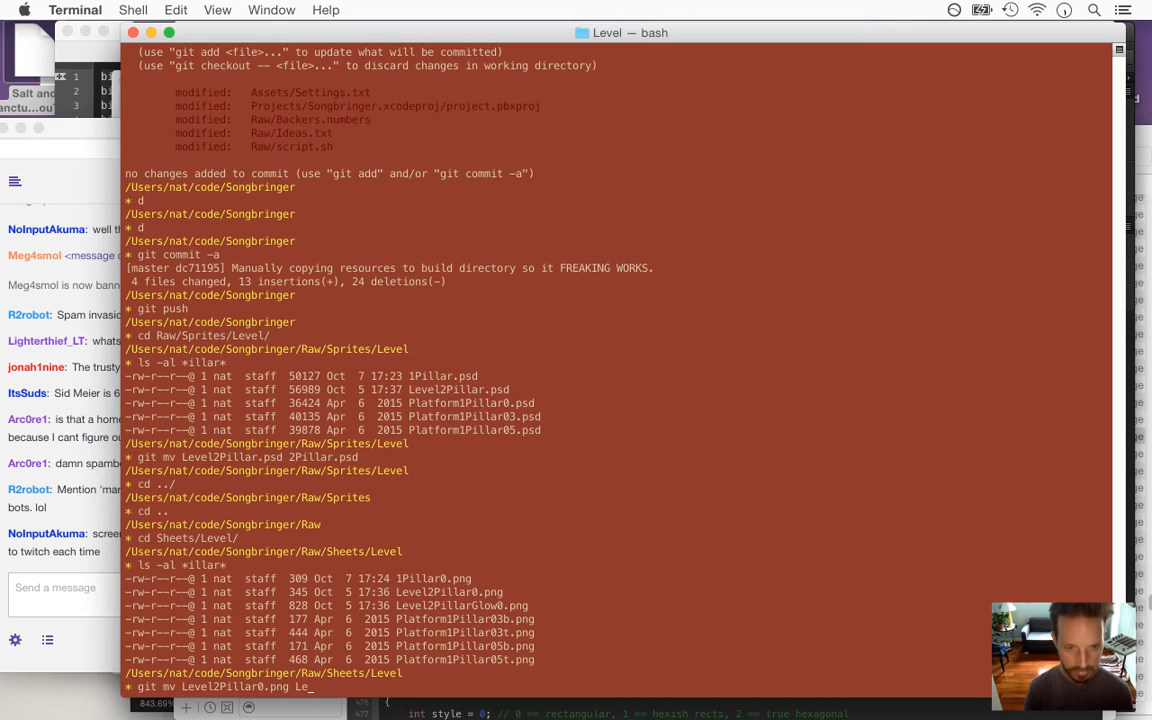 Terminal Shell Edit View Window Help
Level — bash
(use "git add <file>..." to update what will be committed)
(use "git checkout -- <file>..." to discard changes in working directory)
modified: Assets/Settings.txt
modified: Projects/Songbringer.xcodeproj/project.pbxproj
modified: Raw/Backers.numbers
modified: Raw/Ideas.txt
modified: Raw/script.sh
no changes added to commit (use "git add" and/or "git commit -a")
/Users/nat/code/Songbringer
* d
/Users/nat/code/Songbringer
* d
/Users/nat/code/Songbringer
* git commit -a
[master dc71195] Manually copying resources to build directory so it FREAKING WORKS.
4 files changed, 13 insertions(+), 24 deletions(-)
/Users/nat/code/Songbringer
* git push
/Users/nat/code/Songbringer
* cd Raw/Sprites/Level/
/Users/nat/code/Songbringer/Raw/Sprites/Level
* ls -al *illar*
-rw-r--r--@ 1 nat staff 50127 Oct 7 17:23 1Pillar.psd
-rw-r--r--@ 1 nat staff 56989 Oct 5 17:37 Level2Pillar.psd
-rw-r--r--@ 1 nat staff 36424 Apr 6 2015 Platform1Pillar0.psd
-rw-r--r--@ 1 nat staff 40135 Apr 6 2015 Platform1Pillar03.psd
-rw-r--r--@ 1 nat staff 39878 Apr 6 2015 Platform1Pillar05.psd
/Users/nat/code/Songbringer/Raw/Sprites/Level
* git mv Level2Pillar.psd 2Pillar.psd
/Users/nat/code/Songbringer/Raw/Sprites/Level
* cd ../
/Users/nat/code/Songbringer/Raw/Sprites
* cd ..
/Users/nat/code/Songbringer/Raw
* cd Sheets/Level/
/Users/nat/code/Songbringer/Raw/Sheets/Level
* ls -al *illar*
-rw-r--r--@ 1 nat staff 309 Oct 7 17:24 1Pillar0.png
-rw-r--r--@ 1 nat staff 345 Oct 5 17:36 Level2Pillar0.png
-rw-r--r--@ 1 nat staff 828 Oct 5 17:36 Level2PillarGlow0.png
-rw-r--r--@ 1 nat staff 177 Apr 6 2015 Platform1Pillar03b.png
-rw-r--r--@ 1 nat staff 444 Apr 6 2015 Platform1Pillar03t.png
-rw-r--r--@ 1 nat staff 171 Apr 6 2015 Platform1Pillar05b.png
-rw-r--r--@ 1 nat staff 468 Apr 6 2015 Platform1Pillar05t.png
/Users/nat/code/Songbringer/Raw/Sheets/Level
* git mv Level2Pillar0.png Le_
Salt and
1 bi
2 b
3 b
NoInputAkuma: well th
Meg4smol <message d
Meg4smol is now bann
R2robot: Spam invasio
Lighterthief_LT: whats
jonah1nine: The trusty
ItsSuds: Sid Meier is 6
Arc0re1: is that a hom
because I cant figure ou
Arc0re1: damn spamb
R2robot: Mention 'mar
bots. lol
NoInputAkuma: scree
to twitch each time
Send a message
843.69%
476 {
477 int style = 0; // 0 == rectangular, 1 == hexish rects, 2 == true hexagonal